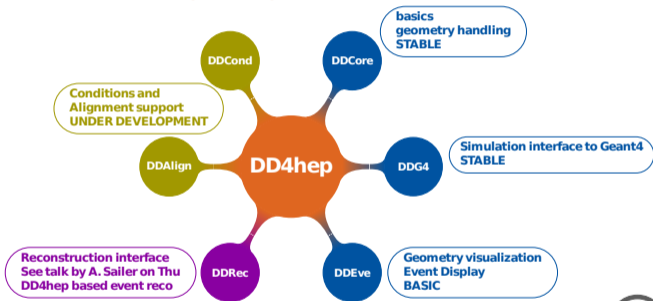 basics
geometry handling
STABLE
DDCond
DDCore
Conditions and
Alignment support
UNDER DEVELOPMENT
DDAlign
DD4hep
DDG4
Simulation interface to Geant4
STABLE
Reconstruction interface
See talk by A. Sailer on Thu
DD4hep based event reco
DDRec
DDEve
Geometry visualization
Event Display
BASIC